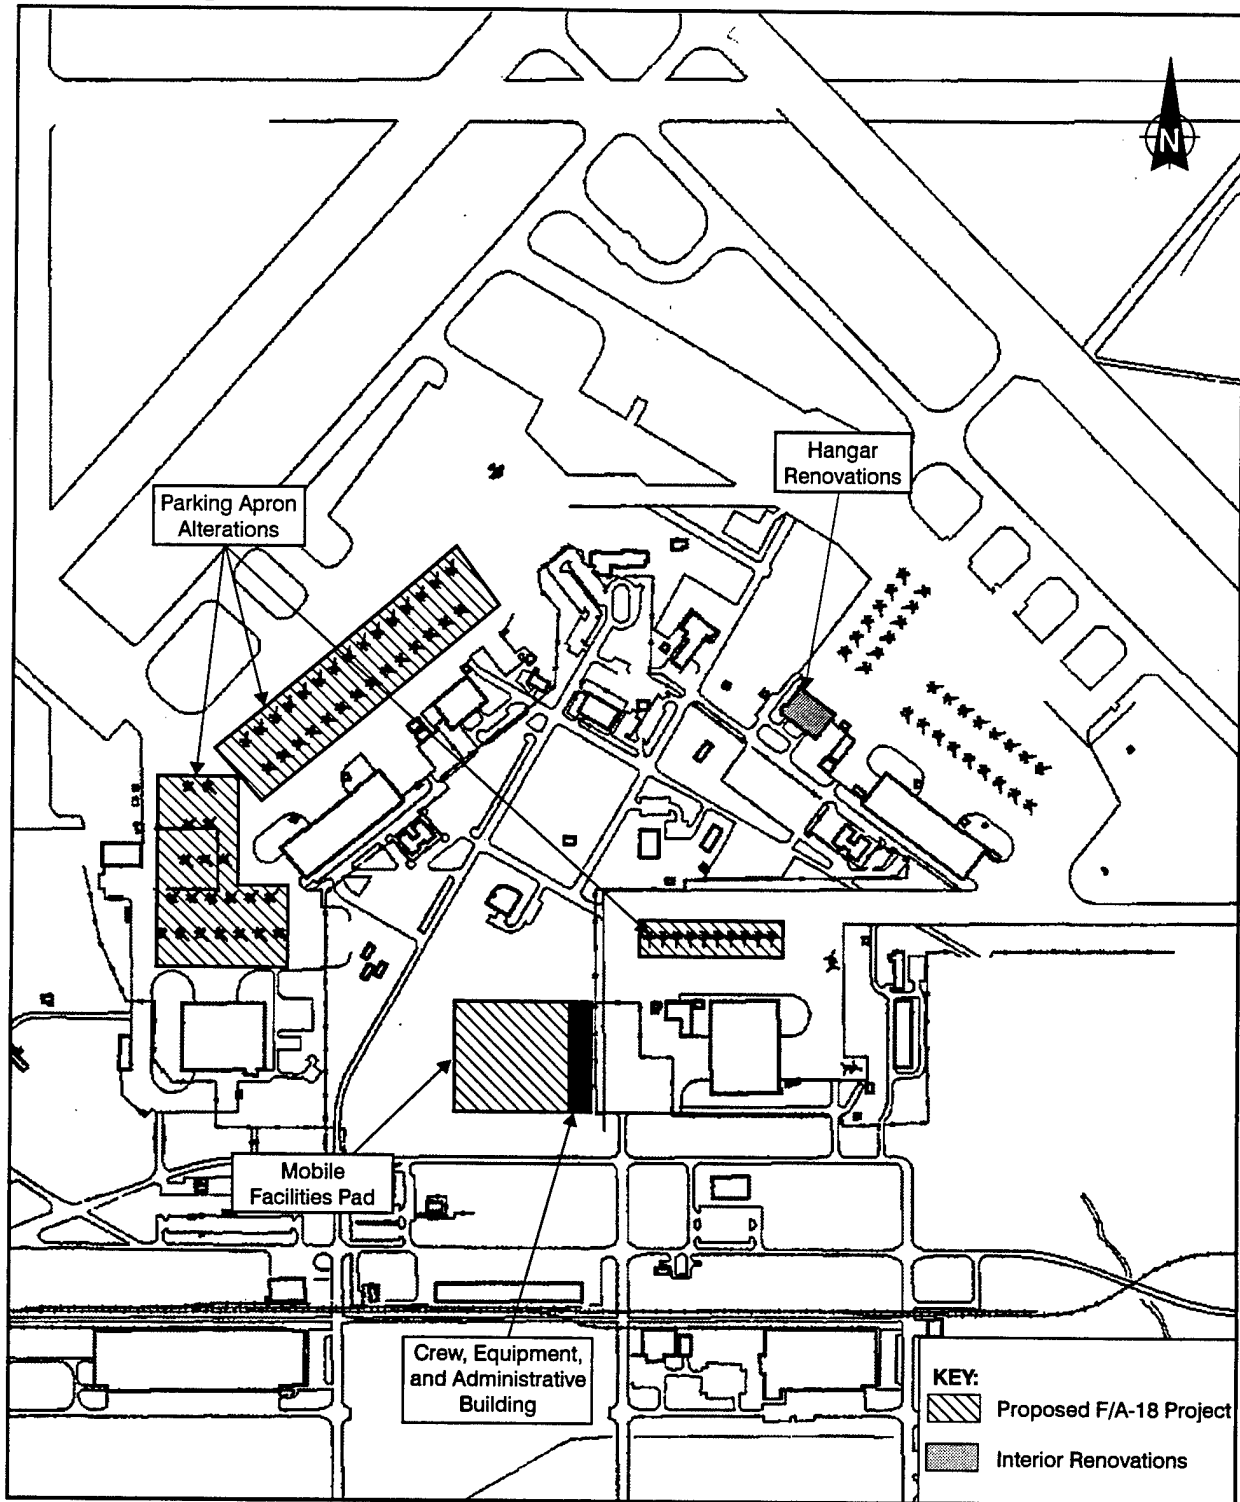 N
Hangar
Renovations
Parking Apron
Alterations
Mobile
Facilities Pad
Crew, Equipment,
and Administrative
Building
KEY:
Proposed F/A-18 Project
Interior Renovations